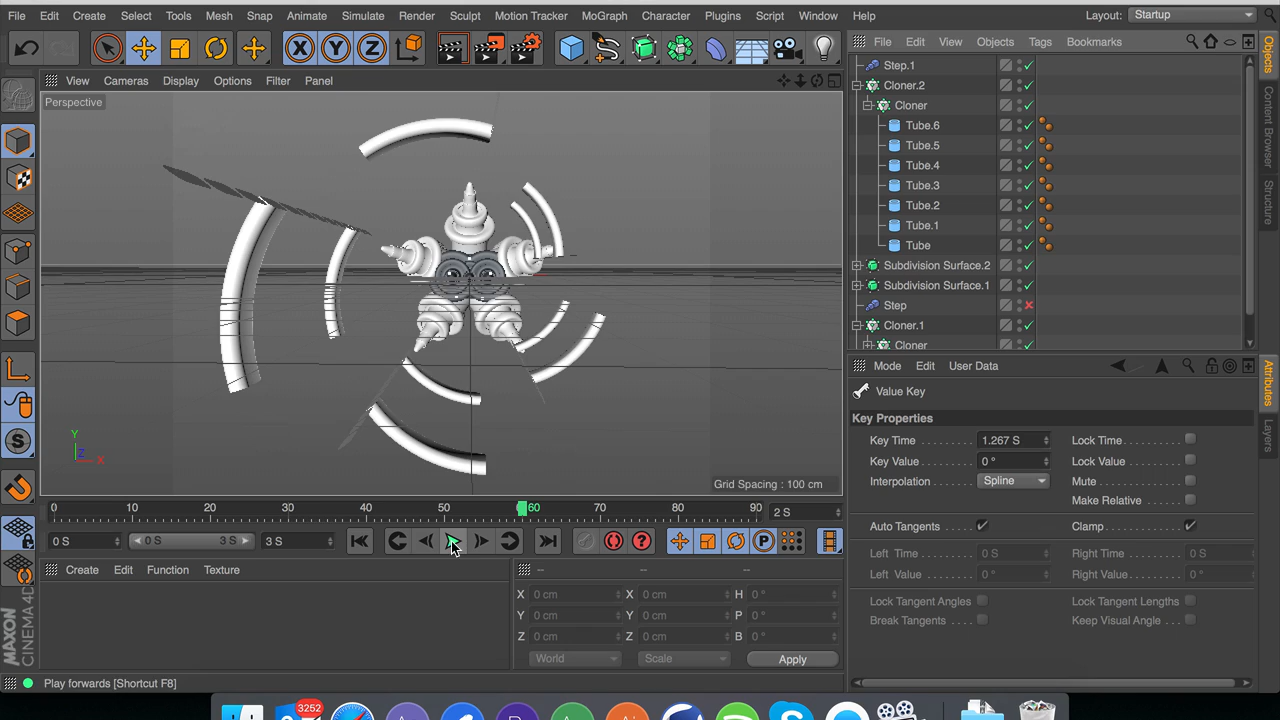 File Edit Create Select Tools Mesh Snap Animate Simulate Render Sculpt Motion Tracker MoGraph Character Plugins Script Window Help Layout: Startup
File Edit View Objects Tags Bookmarks
View Cameras Display Options Filter Panel
Perspective
Step.1
Cloner.2
Cloner
Tube.6
Tube.5
Tube.4
Tube.3
Tube.2
Tube.1
Tube
Subdivision Surface.2
Subdivision Surface.1
Step
Cloner.1
Cloner
Objects
Content Browser
Structure
Y
Z
X
Grid Spacing : 100 cm
Mode Edit User Data
Value Key
Key Properties
Key Time 1.267 S Lock Time
Key Value 0 ° Lock Value
Interpolation Spline Mute
Make Relative
Auto Tangents Clamp
Left Time 0 S Right Time 0 S
Left Value 0 ° Right Value 0 °
Lock Tangent Angles Lock Tangent Lengths
Break Tangents Keep Visual Angle
Attributes
Layers
0 10 20 30 40 50 60 70 80 90 2 S
0 S 0 S 3 S 3 S
Create Edit Function Texture
-- -- --
X 0 cm X 0 cm H 0 °
Y 0 cm Y 0 cm P 0 °
Z 0 cm Z 0 cm B 0 °
World Scale Apply
MAXON CINEMA 4D
Play forwards [Shortcut F8]
3252